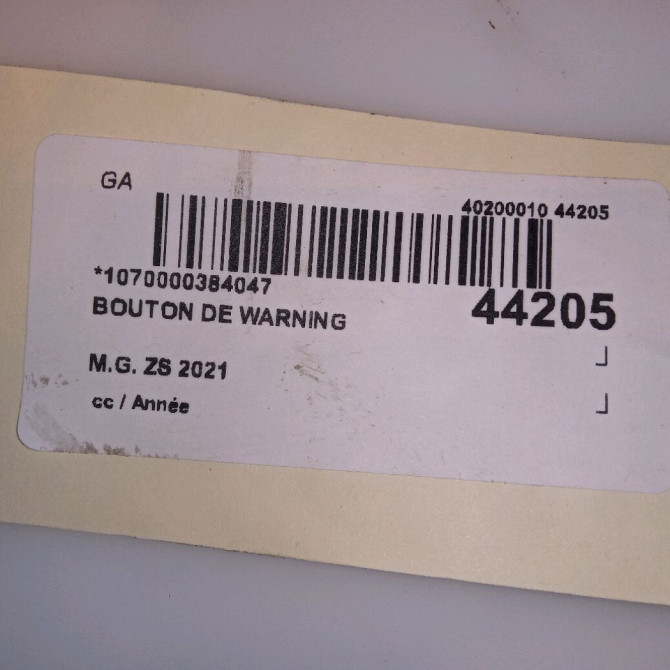 GA
40200010 44205
*1070000384047
44205
BOUTON DE WARNING
M.G. ZS 2021
cc / Année